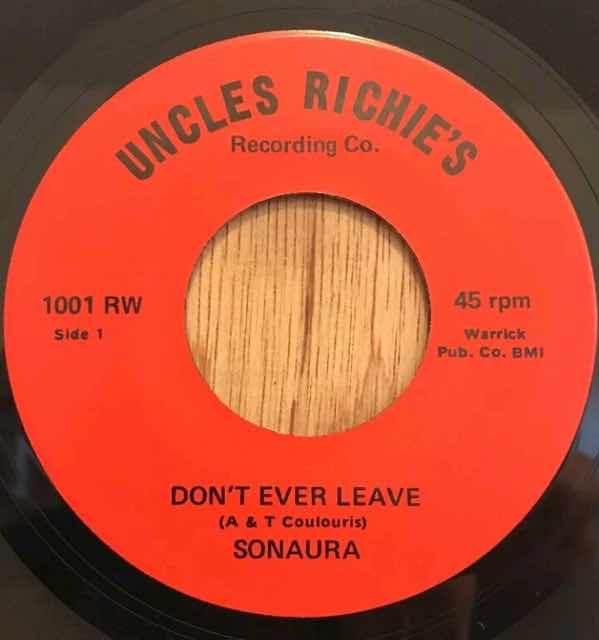 UNCLES RICHIE'S
Recording Co.
1001 RW
Side 1
45 rpm
Warrick
Pub. Co. BMI
DON'T EVER LEAVE
(A & T Coulouris)
SONAURA